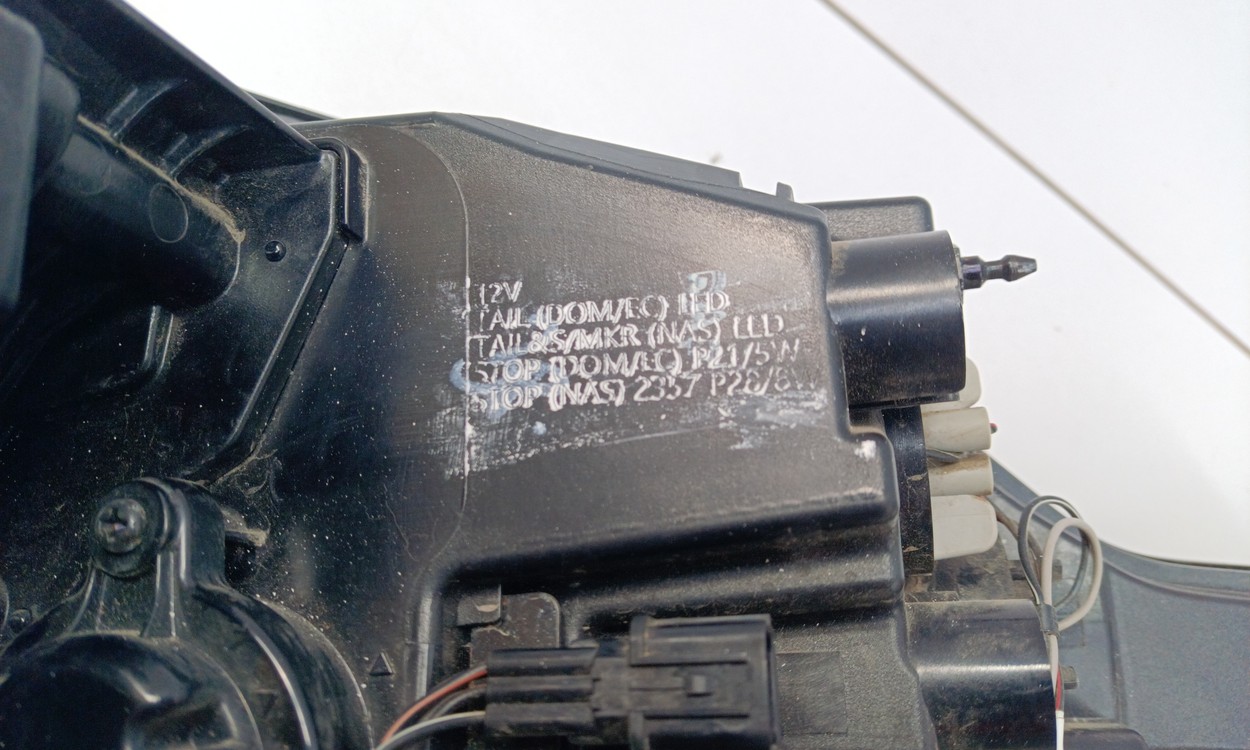 12V
TAIL (DOM/EC) LED
TAIL&S/MKR (NAS) LED
STOP (DOM/EC) P21/5W
STOP (NAS) 2357 P28/8W